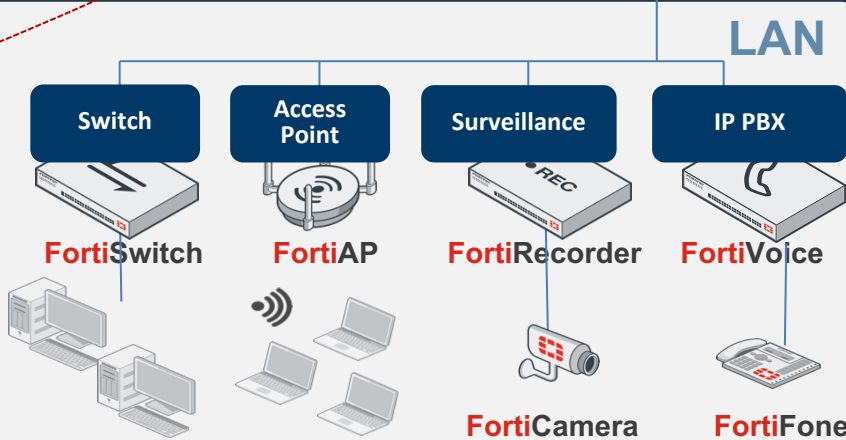 LAN
Switch
Access
Point
Surveillance
IP PBX
REC
FortiSwitch
FortiAP
FortiRecorder
FortiVoice
FortiCamera
FortiFone